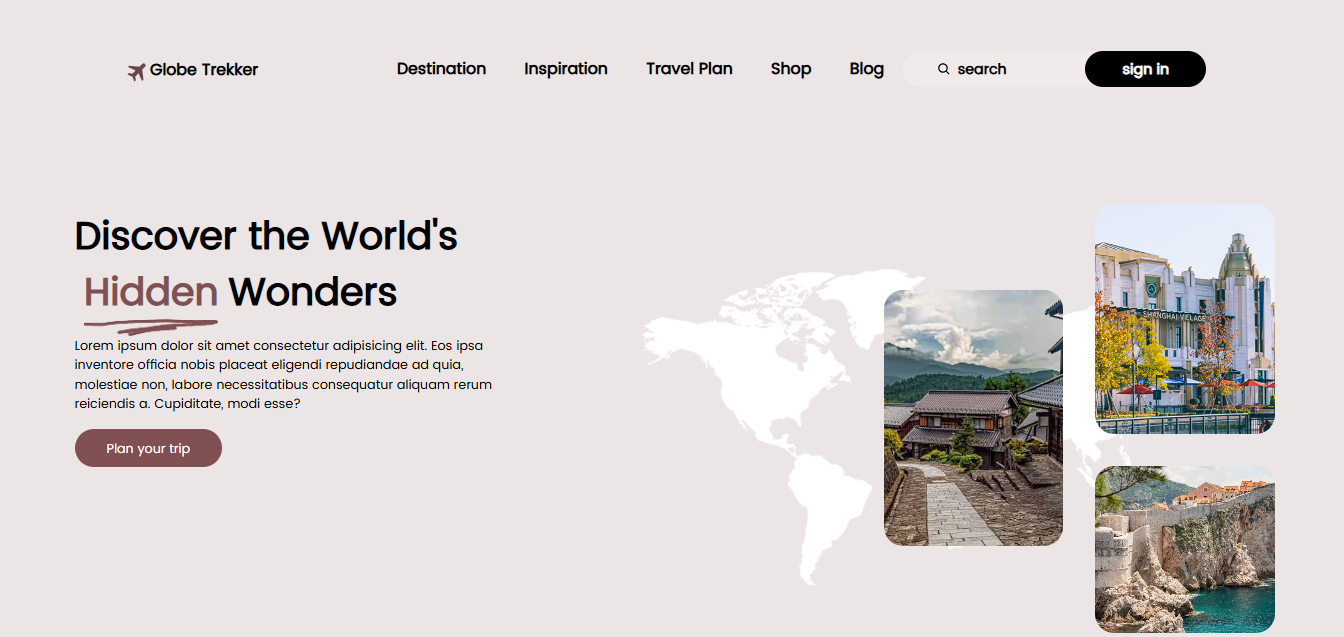 Globe Trekker
Destination
Inspiration
Travel Plan
Shop
Blog
search
sign in
Discover the World's
Hidden Wonders
Lorem ipsum dolor sit amet consectetur adipisicing elit. Eos ipsa
inventore officia nobis placeat eligendi repudiandae ad quia,
molestiae non, labore necessitatibus consequatur aliquam rerum
reiciendis a. Cupiditate, modi esse?
Plan your trip
SHANGHAI VILLAGE